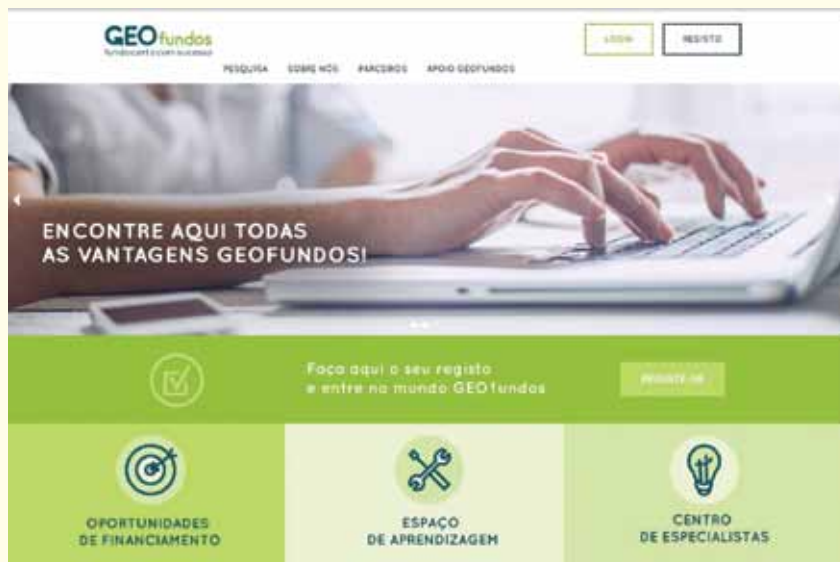 GEOfundos
LOGIN
REGISTO
PESQUISA SOBRE NÓS PARCEIROS APOIO GEOFUNDOS
ENCONTRE AQUI TODAS
AS VANTAGENS GEOFUNDOS!
Faça aqui o seu registo
e entre no mundo GEOfundos
REGISTE-SE
OPORTUNIDADES
DE FINANCIAMENTO
ESPAÇO
DE APRENDIZAGEM
CENTRO
DE ESPECIALISTAS